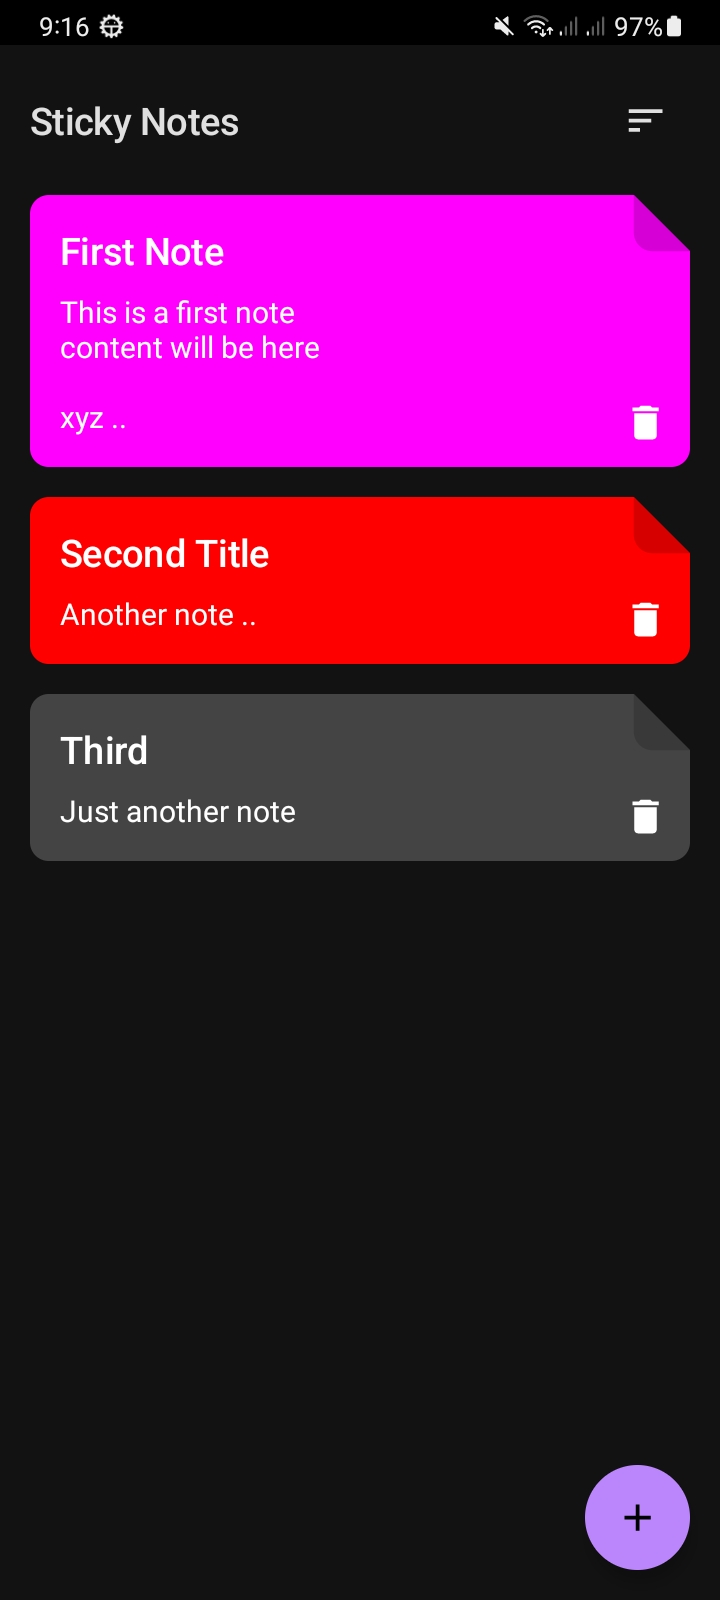 9:16 97%
Sticky Notes
First Note
This is a first note
content will be here
xyz ..
Second Title
Another note ..
Third
Just another note